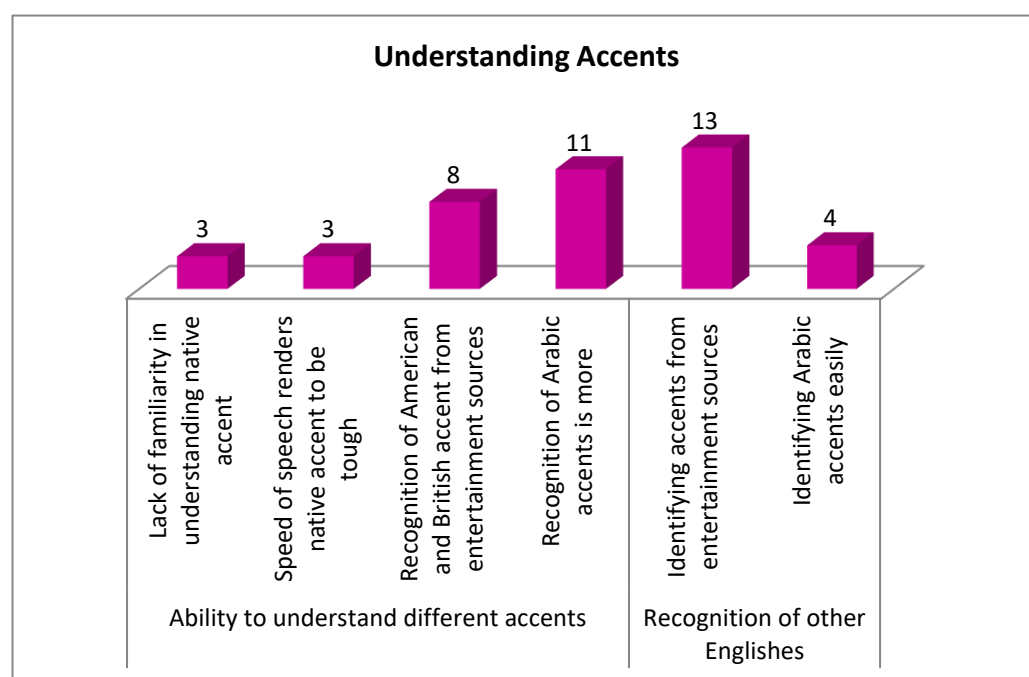 Understanding Accents
3
3
8
11
13
4
Lack of familiarity in
understanding native
accent
Speed of speech renders
native accent to be
tough
Recognition of American
and British accent from
entertainment sources
Recognition of Arabic
accents is more
Identifying accents from
entertainment sources
Identifying Arabic
accents easily
Ability to understand different accents
Recognition of other
Englishes